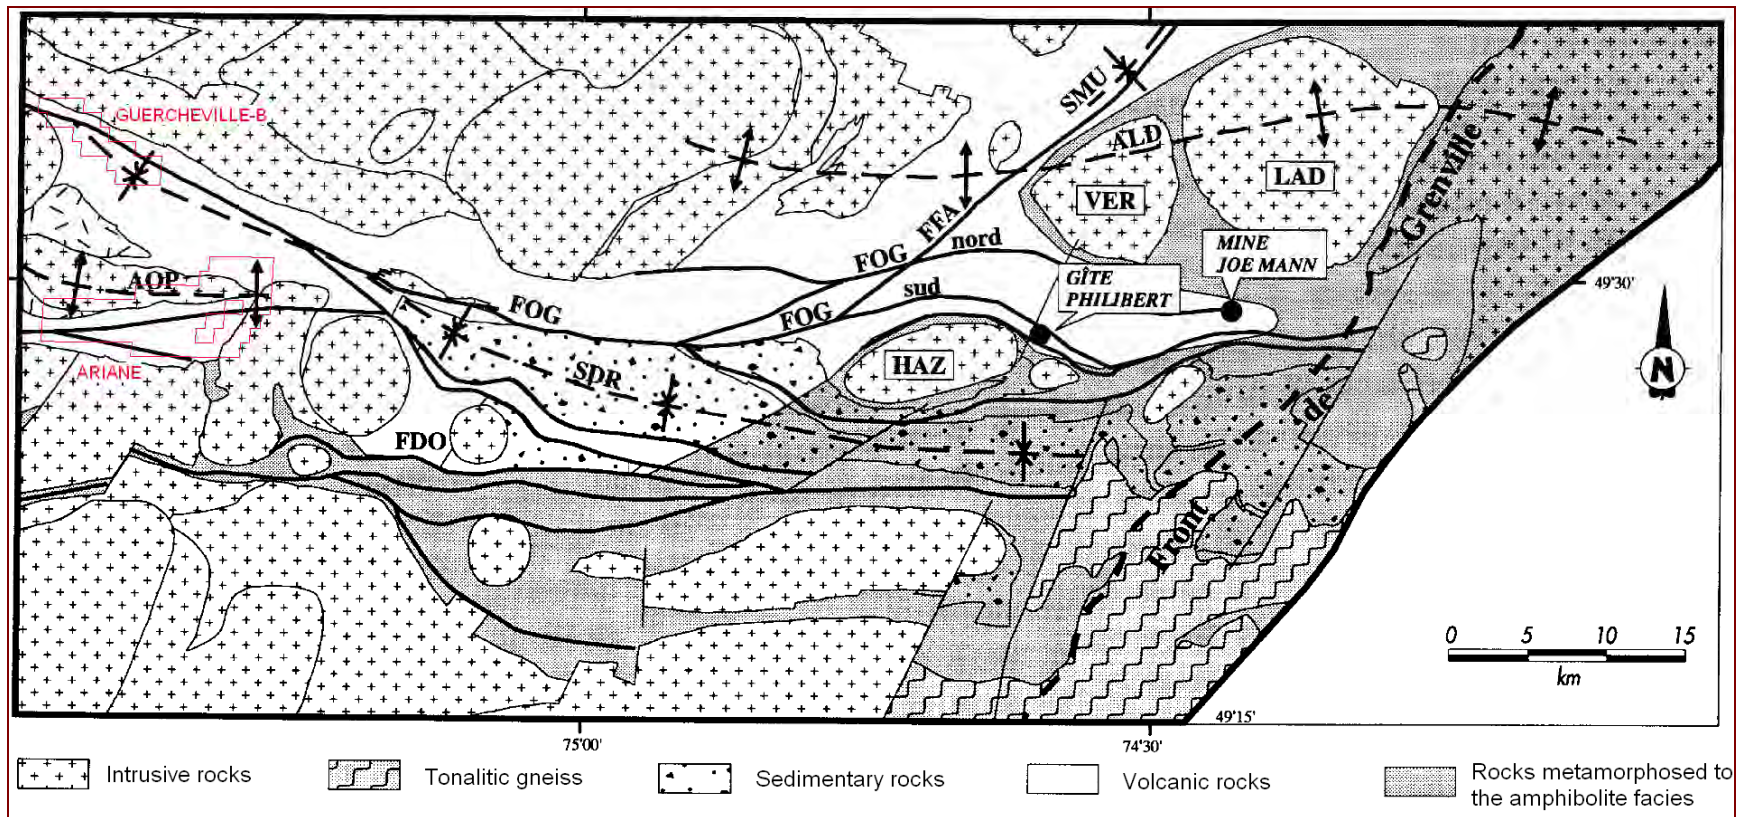 GUERCHEVILLE-B
SMU
ALD
VER
LAD
Grenville
FFA
FOG
nord
MINE
JOE MANN
GÎTE
PHILIBERT
AOP
FOG
FOG
sud
49°30'
ARIANE
SDR
HAZ
N
de
FDO
Front
0 5 10 15
km
49°15'
75°00'
74°30'
Intrusive rocks
Tonalitic gneiss
Sedimentary rocks
Volcanic rocks
Rocks metamorphosed to
the amphibolite facies